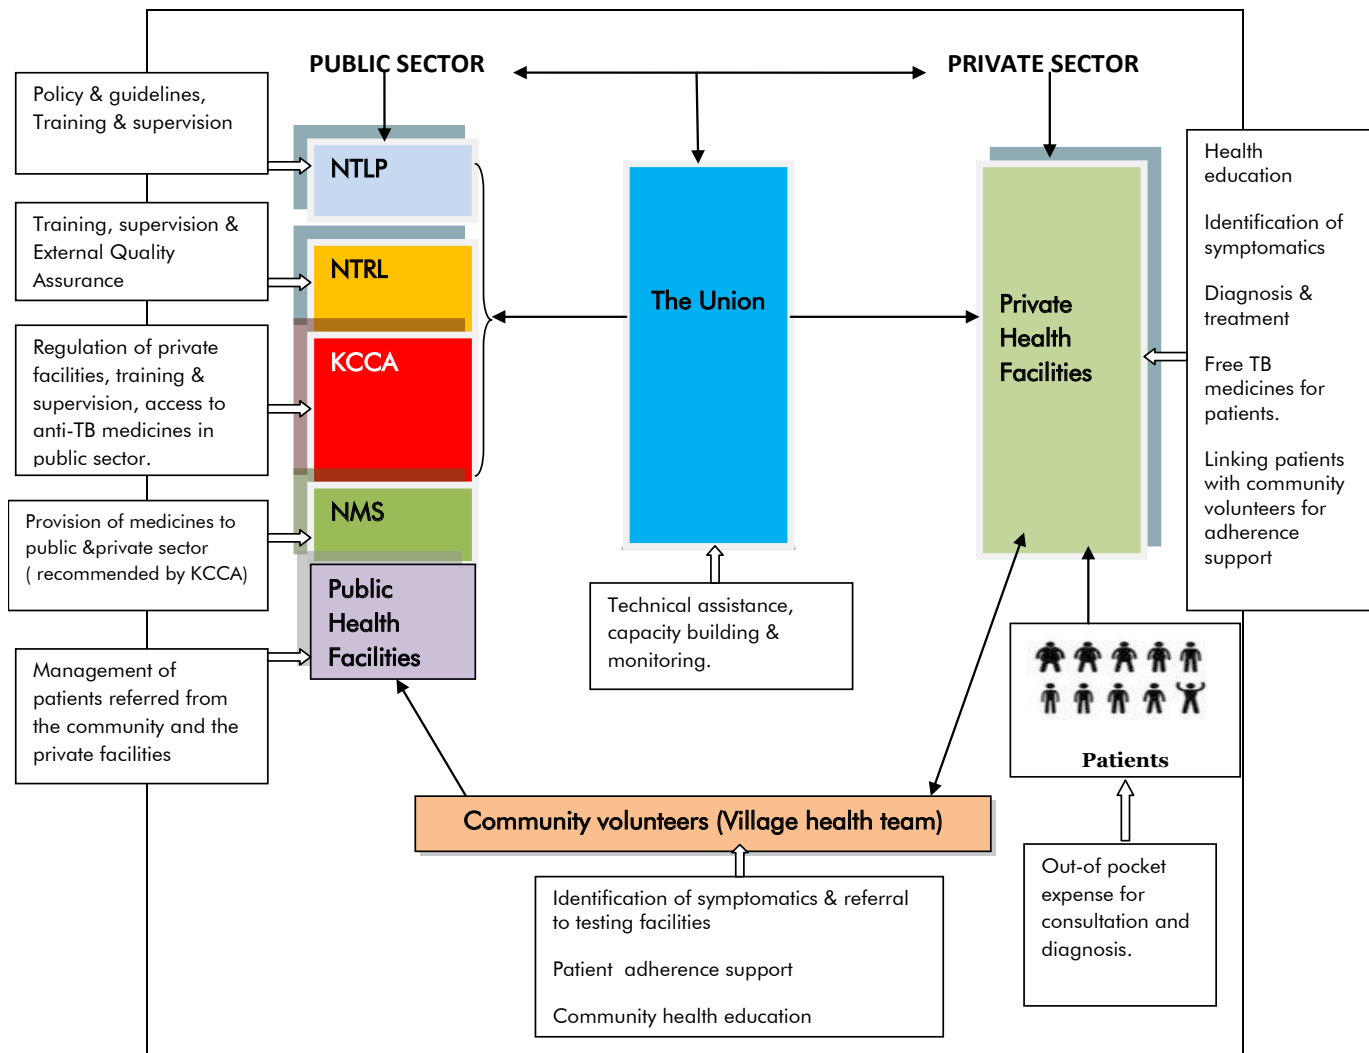 PUBLIC SECTOR
PRIVATE SECTOR
Policy & guidelines,
Training & supervision
NTLP
Training, supervision &
External Quality
Assurance
NTRL
Regulation of private
facilities, training &
supervision, access to
anti-TB medicines in
public sector.
KCCA
Provision of medicines to
public &private sector
( recommended by KCCA)
NMS
Management of
patients referred from
the community and the
private facilities
Public
Health
Facilities
The Union
Technical assistance,
capacity building &
monitoring.
Private
Health
Facilities
Health
education
Identification of
symptomatics
Diagnosis &
treatment
Free TB
medicines for
patients.
Linking patients
with community
volunteers for
adherence
support
Patients
Out-of pocket
expense for
consultation and
diagnosis.
Community volunteers (Village health team)
Identification of symptomatics & referral
to testing facilities
Patient adherence support
Community health education